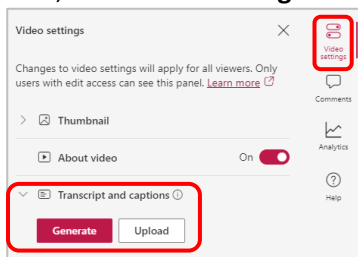 Video settings
Changes to video settings will apply for all viewers. Only
users with edit access can see this panel. Learn more
Thumbnail
About video
On
Transcript and captions
Generate
Upload
Video
settings
Comments
Analytics
Help